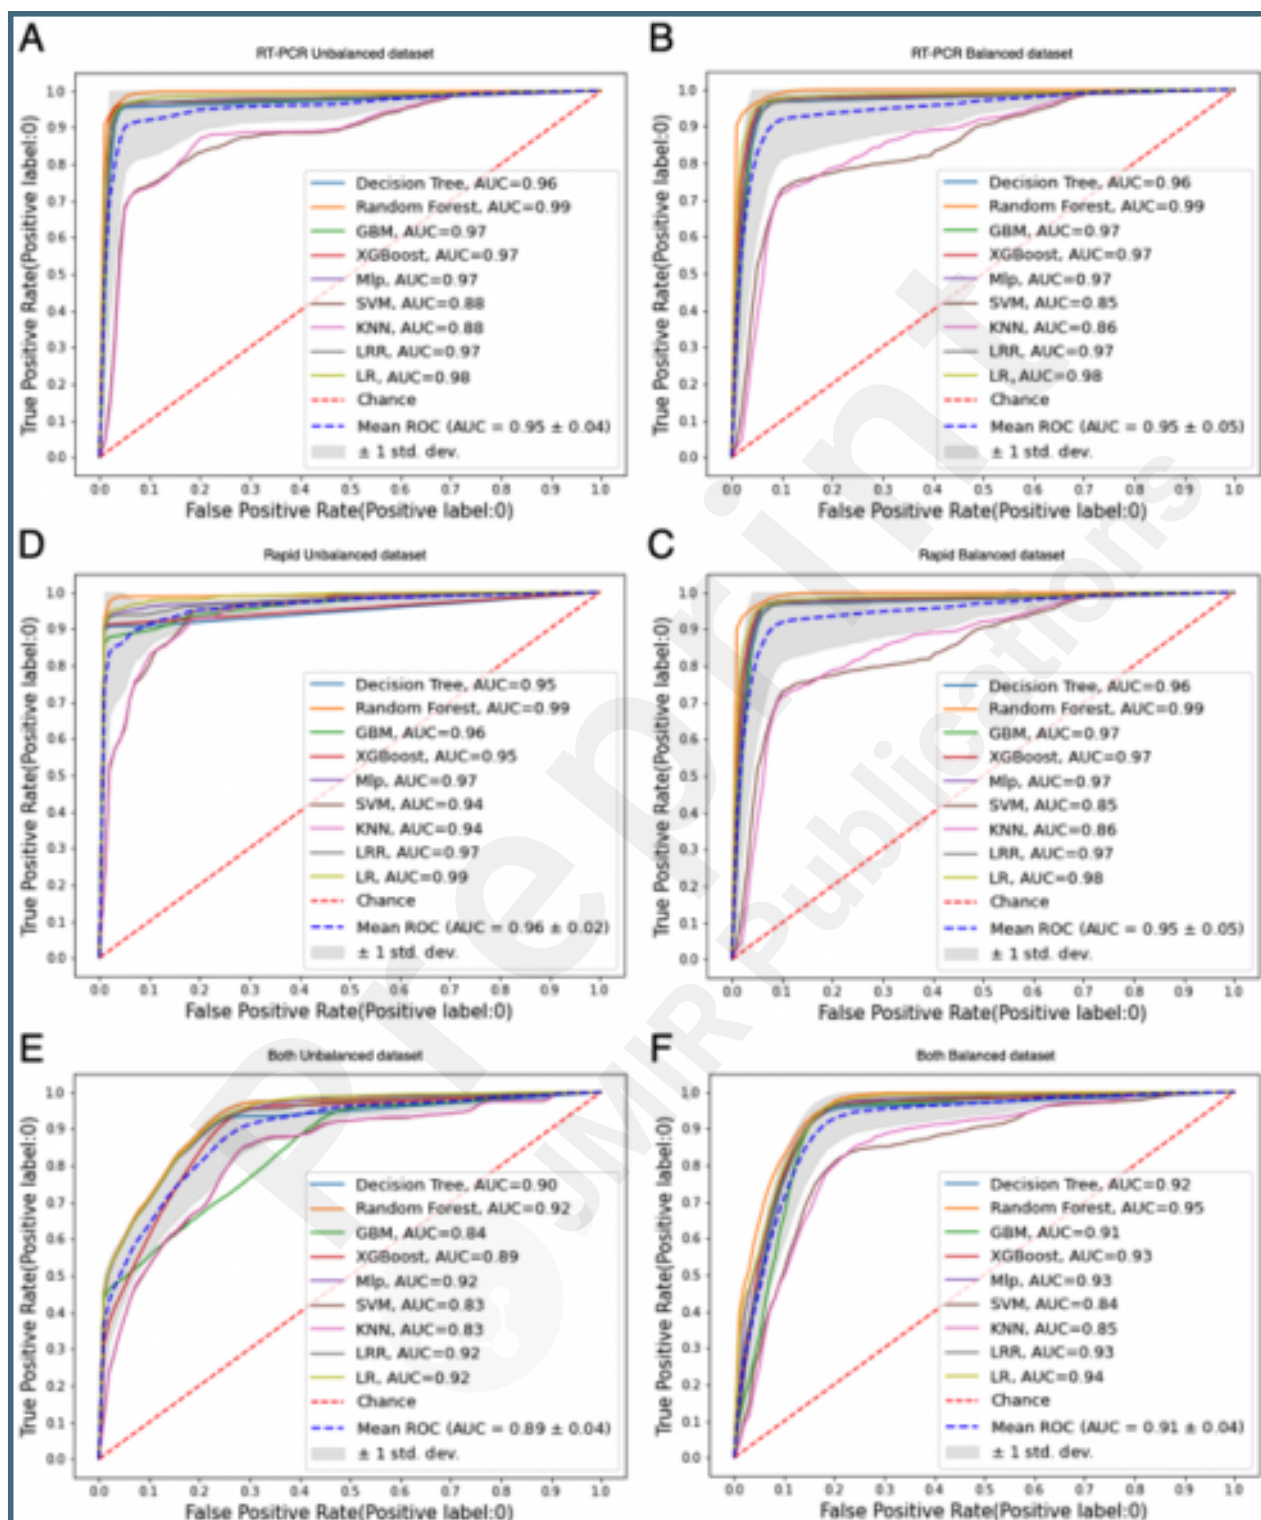 A
RT-PCR Unbalanced dataset
True Positive Rate(Positive label:0)
1.0
0.9
0.8
0.7
0.6
0.5
0.4
0.3
0.2
0.1
0.0
Decision Tree, AUC=0.96
Random Forest, AUC=0.99
GBM, AUC=0.97
XGBoost, AUC=0.97
Mlp, AUC=0.97
SVM, AUC=0.88
KNN, AUC=0.88
LRR, AUC=0.97
LR, AUC=0.98
Chance
Mean ROC (AUC = 0.95 ± 0.04)
± 1 std. dev.
0.0 0.1 0.2 0.3 0.4 0.5 0.6 0.7 0.8 0.9 1.0
False Positive Rate(Positive label:0)
B
RT-PCR Balanced dataset
True Positive Rate(Positive label:0)
1.0
0.9
0.8
0.7
0.6
0.5
0.4
0.3
0.2
0.1
0.0
Decision Tree, AUC=0.96
Random Forest, AUC=0.99
GBM, AUC=0.97
XGBoost, AUC=0.97
Mlp, AUC=0.97
SVM, AUC=0.85
KNN, AUC=0.86
LRR, AUC=0.97
LR, AUC=0.98
Chance
Mean ROC (AUC = 0.95 ± 0.05)
± 1 std. dev.
0.0 0.1 0.2 0.3 0.4 0.5 0.6 0.7 0.8 0.9 1.0
False Positive Rate(Positive label:0)
D
Rapid Unbalanced dataset
True Positive Rate(Positive label:0)
1.0
0.9
0.8
0.7
0.6
0.5
0.4
0.3
0.2
0.1
0.0
Decision Tree, AUC=0.95
Random Forest, AUC=0.99
GBM, AUC=0.96
XGBoost, AUC=0.95
Mlp, AUC=0.97
SVM, AUC=0.94
KNN, AUC=0.94
LRR, AUC=0.97
LR, AUC=0.99
Chance
Mean ROC (AUC = 0.96 ± 0.02)
± 1 std. dev.
0.0 0.1 0.2 0.3 0.4 0.5 0.6 0.7 0.8 0.9 1.0
False Positive Rate(Positive label:0)
C
Rapid Balanced dataset
True Positive Rate(Positive label:0)
1.0
0.9
0.8
0.7
0.6
0.5
0.4
0.3
0.2
0.1
0.0
Decision Tree, AUC=0.96
Random Forest, AUC=0.99
GBM, AUC=0.97
XGBoost, AUC=0.97
Mlp, AUC=0.97
SVM, AUC=0.85
KNN, AUC=0.86
LRR, AUC=0.97
LR, AUC=0.98
Chance
Mean ROC (AUC = 0.95 ± 0.05)
± 1 std. dev.
0.0 0.1 0.2 0.3 0.4 0.5 0.6 0.7 0.8 0.9 1.0
False Positive Rate(Positive label:0)
E
Both Unbalanced dataset
True Positive Rate(Positive label:0)
1.0
0.9
0.8
0.7
0.6
0.5
0.4
0.3
0.2
0.1
0.0
Decision Tree, AUC=0.90
Random Forest, AUC=0.92
GBM, AUC=0.84
XGBoost, AUC=0.89
Mlp, AUC=0.92
SVM, AUC=0.83
KNN, AUC=0.83
LRR, AUC=0.92
LR, AUC=0.92
Chance
Mean ROC (AUC = 0.89 ± 0.04)
± 1 std. dev.
0.0 0.1 0.2 0.3 0.4 0.5 0.6 0.7 0.8 0.9 1.0
False Positive Rate(Positive label:0)
F
Both Balanced dataset
True Positive Rate(Positive label:0)
1.0
0.9
0.8
0.7
0.6
0.5
0.4
0.3
0.2
0.1
0.0
Decision Tree, AUC=0.92
Random Forest, AUC=0.95
GBM, AUC=0.91
XGBoost, AUC=0.93
Mlp, AUC=0.93
SVM, AUC=0.84
KNN, AUC=0.85
LRR, AUC=0.93
LR, AUC=0.94
Chance
Mean ROC (AUC = 0.91 ± 0.04)
± 1 std. dev.
0.0 0.1 0.2 0.3 0.4 0.5 0.6 0.7 0.8 0.9 1.0
False Positive Rate(Positive label:0)
Preprint
JMIR Publications